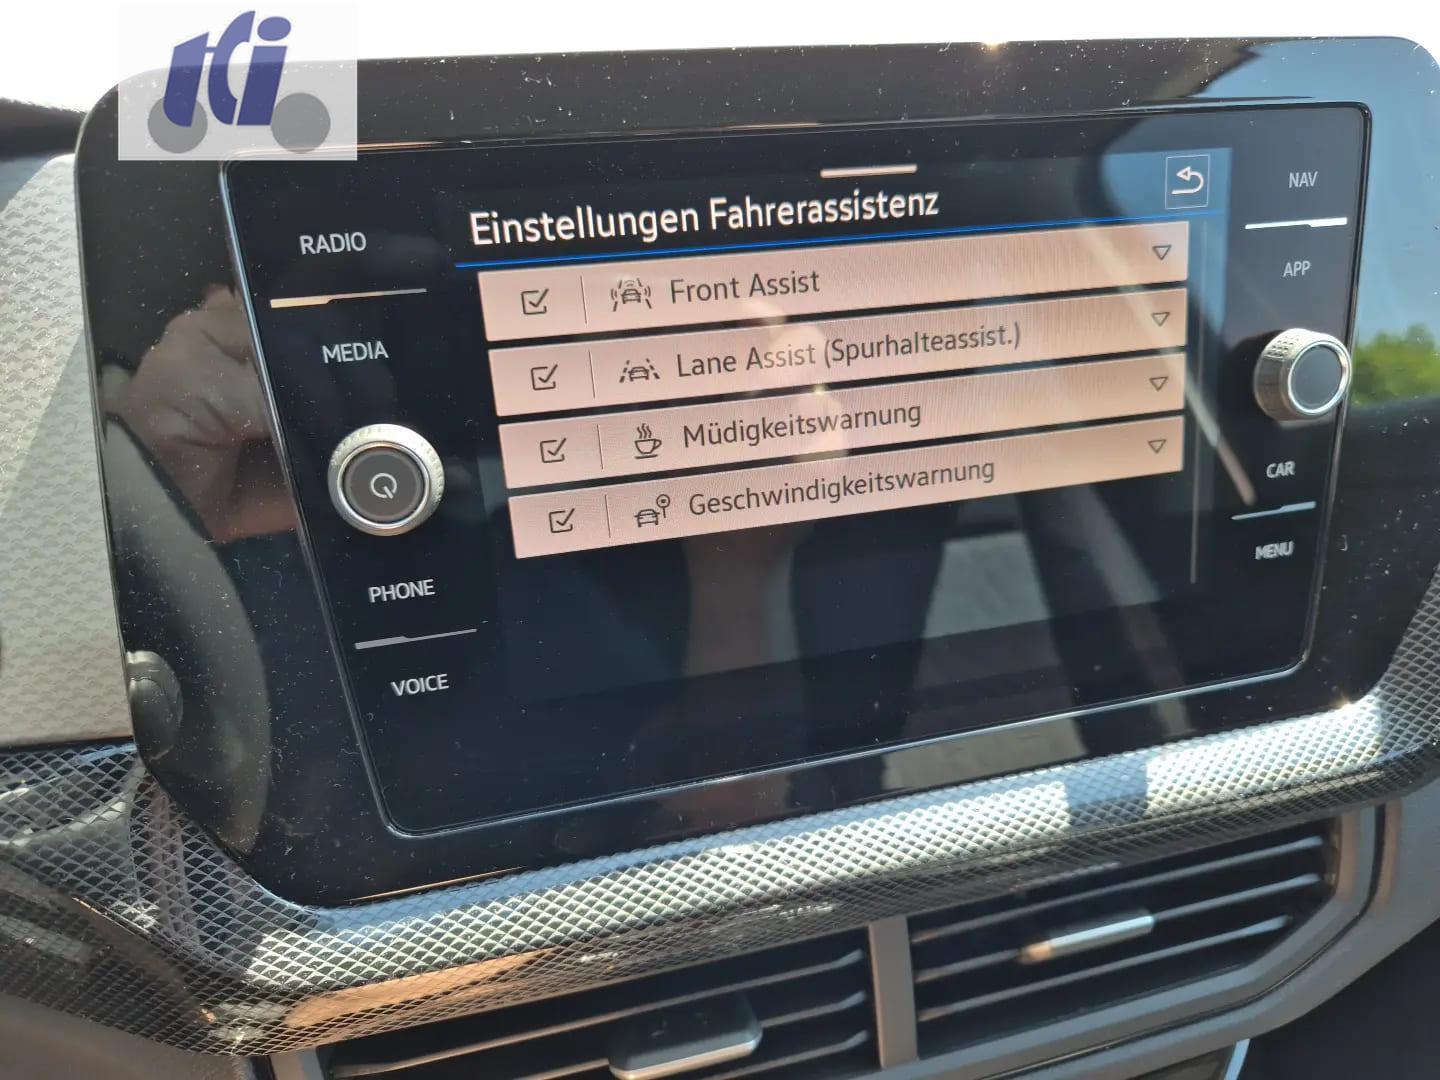 tCi
RADIO
MEDIA
PHONE
VOICE
Einstellungen Fahrerassistenz
Front Assist
Lane Assist (Spurhalteassist.)
Müdigkeitswarnung
Geschwindigkeitswarnung
NAV
APP
CAR
MENU